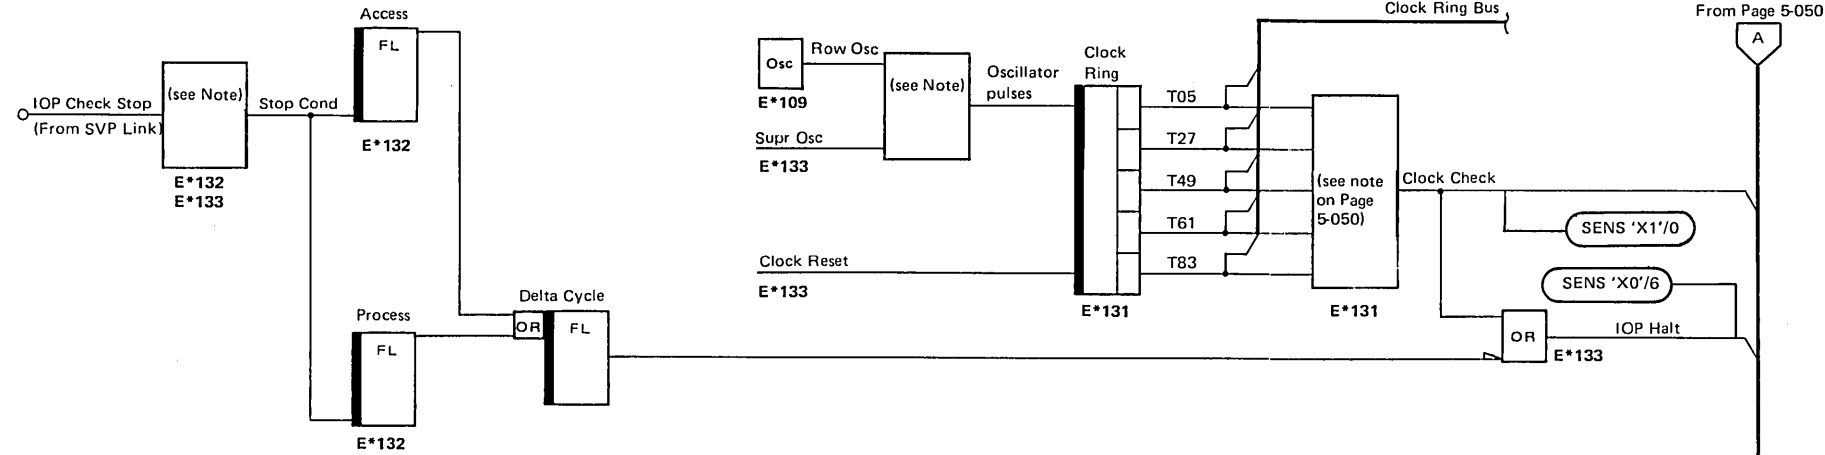 Access
FL
E*132
IOP Check Stop
(From SVP Link)
(see Note)
E*132
E*133
Stop Cond
Process
FL
E*132
Delta Cycle
OR
FL
Osc
E*109
Row Osc
Supr Osc
E*133
(see Note)
Oscillator
pulses
Clock Reset
E*133
Clock
Ring
E*131
T05
T27
T49
T61
T83
Clock Ring Bus
(see note
on Page
5-050)
E*131
Clock Check
SENS 'X1'/0
SENS 'X0'/6
OR
E*133
IOP Halt
From Page 5-050
A